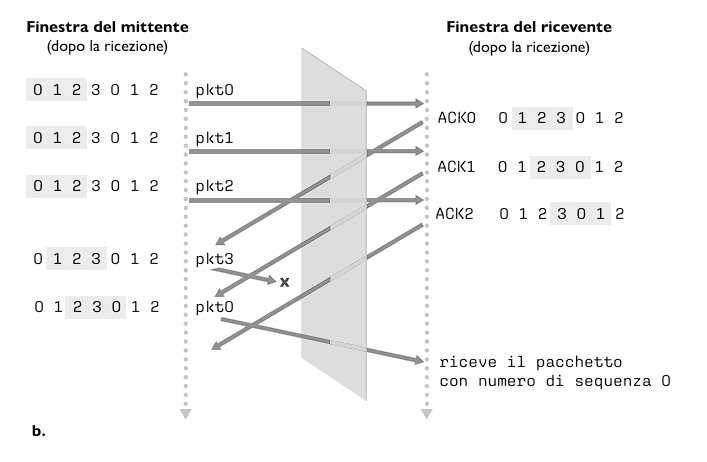 Finestra del mittente
(dopo la ricezione)
Finestra del ricevente
(dopo la ricezione)
0 1 2 3 0 1 2
pkt0
ACK0 0 1 2 3 0 1 2
0 1 2 3 0 1 2
pkt1
ACK1 0 1 2 3 0 1 2
0 1 2 3 0 1 2
pkt2
ACK2 0 1 2 3 0 1 2
0 1 2 3 0 1 2
pkt3
x
0 1 2 3 0 1 2
pkt0
riceve il pacchetto
con numero di sequenza 0
b.